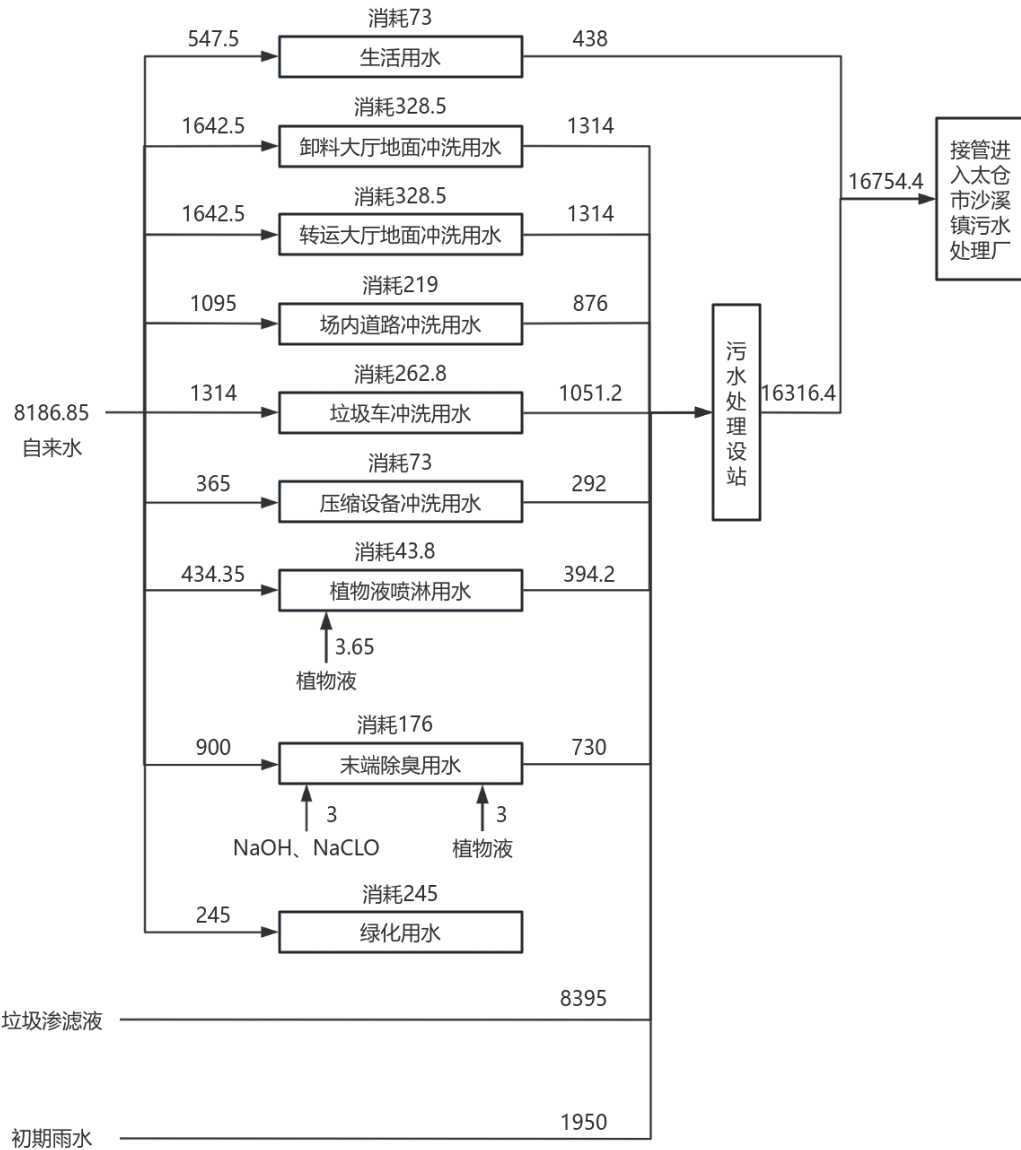 消耗73
547.5
生活用水
438
消耗328.5
1642.5
卸料大厅地面冲洗用水
1314
消耗328.5
1642.5
转运大厅地面冲洗用水
1314
消耗219
1095
场内道路冲洗用水
876
消耗262.8
1314
垃圾车冲洗用水
1051.2
8186.85
自来水
消耗73
365
压缩设备冲洗用水
292
消耗43.8
434.35
植物液喷淋用水
394.2
3.65
植物液
消耗176
900
末端除臭用水
730
3
NaOH、NaCLO
3
植物液
消耗245
245
绿化用水
垃圾渗滤液
8395
初期雨水
1950
污
水
处
理
设
站
16316.4
16754.4
接管进
入太仓
市沙溪
镇污水
处理厂